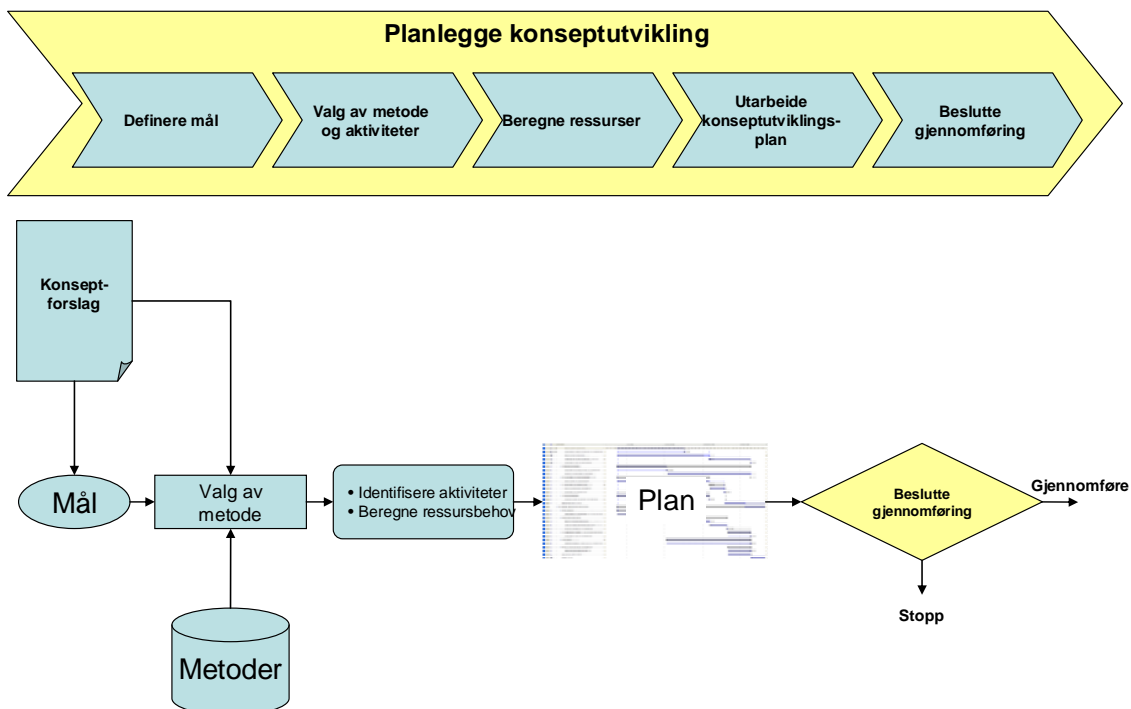 Planlegge konseptutvikling
Definere mål
Valg av metode
og aktiviteter
Beregne ressurser
Utarbeide
konseptutviklings-
plan
Beslutte
gjennomføring
Konsept-
forslag
Mål
Valg av
metode
• Identifisere aktiviteter
• Beregne ressursbehov
Plan
Beslutte
gjennomføring
Gjennomføre
Stopp
Metoder